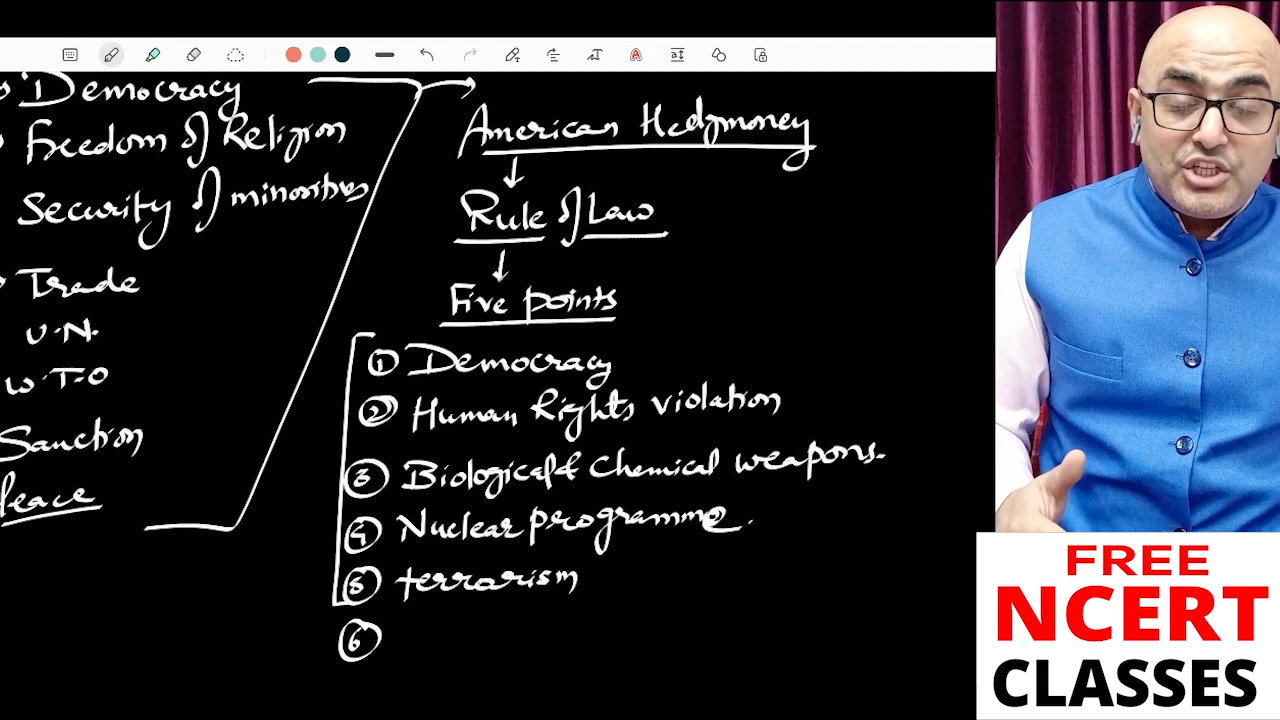 Democracy
Freedom of Religion
Security of minorities
Trade
U.N.
W.T.O
Sanction
Peace
American Hedgmoney
Rule of Law
Five points
① Democracy
② Human Rights violation
③ Biological & Chemical weapons.
④ Nuclear programme.
⑤ terrarism
⑥
FREE
NCERT
CLASSES